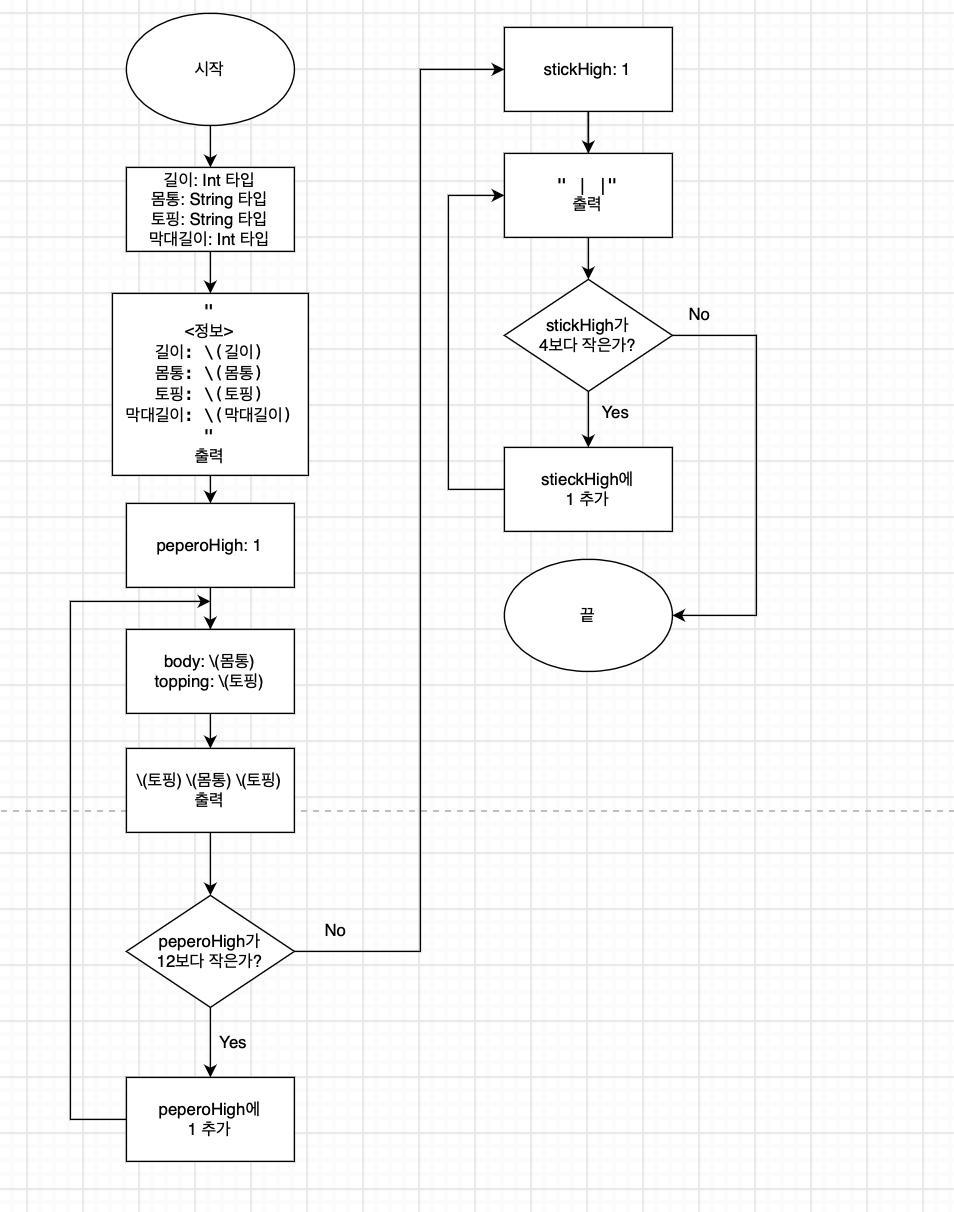 시작
길이: Int 타입
몸통: String 타입
토핑: String 타입
막대길이: Int 타입
"
<정보>
길이: \(길이)
몸통: \(몸통)
토핑: \(토핑)
막대길이: \(막대길이)
"
출력
peperoHigh: 1
body: \(몸통)
topping: \(토핑)
\(토핑) \(몸통) \(토핑)
출력
peperoHigh가
12보다 작은가?
No
Yes
peperoHigh에
1 추가
stickHigh: 1
" | |"
출력
stickHigh가
4보다 작은가?
No
Yes
stieckHigh에
1 추가
끝